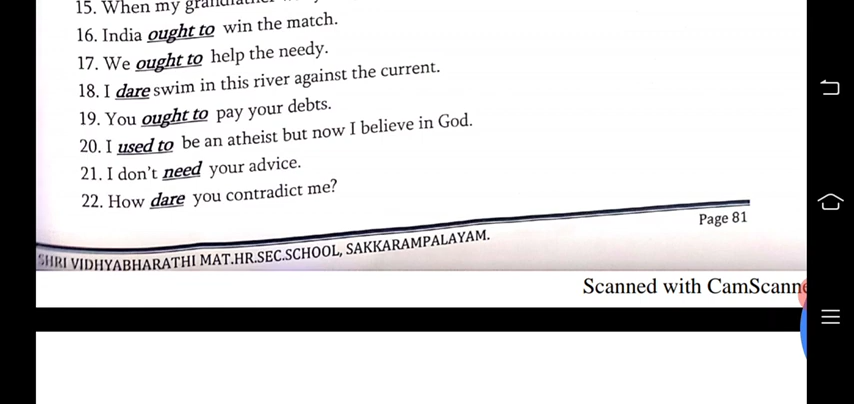 15. When my
16. India ought to win the match.
17. We ought to help the needy.
18. I dare swim in this river against the current.
19. You ought to pay your debts.
20. I used to be an atheist but now I believe in God.
21. I don't need your advice.
22. How dare you contradict me?
Page 81
SHRI VIDHYABHARATHI MAT.HR.SEC.SCHOOL, SAKKARAMPALAYAM.
Scanned with CamScanne